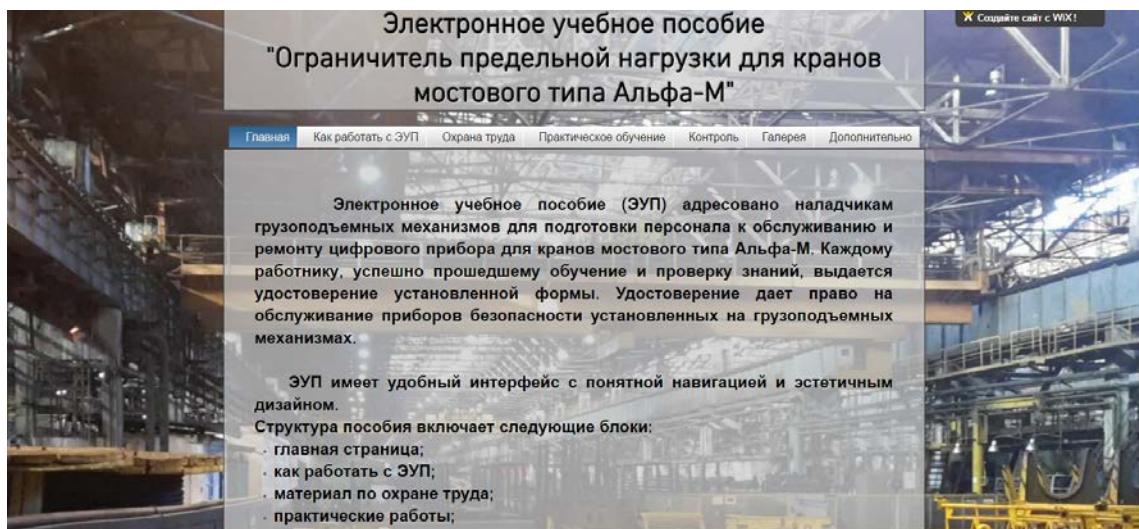 Создайте сайт с WiX!
Электронное учебное пособие
"Ограничитель предельной нагрузки для кранов
мостового типа Альфа-М"
Главная Как работать с ЭУП Охрана труда Практическое обучение Контроль Галерея Дополнительно
Электронное учебное пособие (ЭУП) адресовано наладчикам
грузоподъемных механизмов для подготовки персонала к обслуживанию и
ремонту цифрового прибора для кранов мостового типа Альфа-М. Каждому
работнику, успешно прошедшему обучение и проверку знаний, выдается
удостоверение установленной формы. Удостоверение дает право на
обслуживание приборов безопасности установленных на грузоподъемных
механизмах.
ЭУП имеет удобный интерфейс с понятной навигацией и эстетичным
дизайном.
Структура пособия включает следующие блоки:
· главная страница;
· как работать с ЭУП;
· материал по охране труда;
· практические работы;